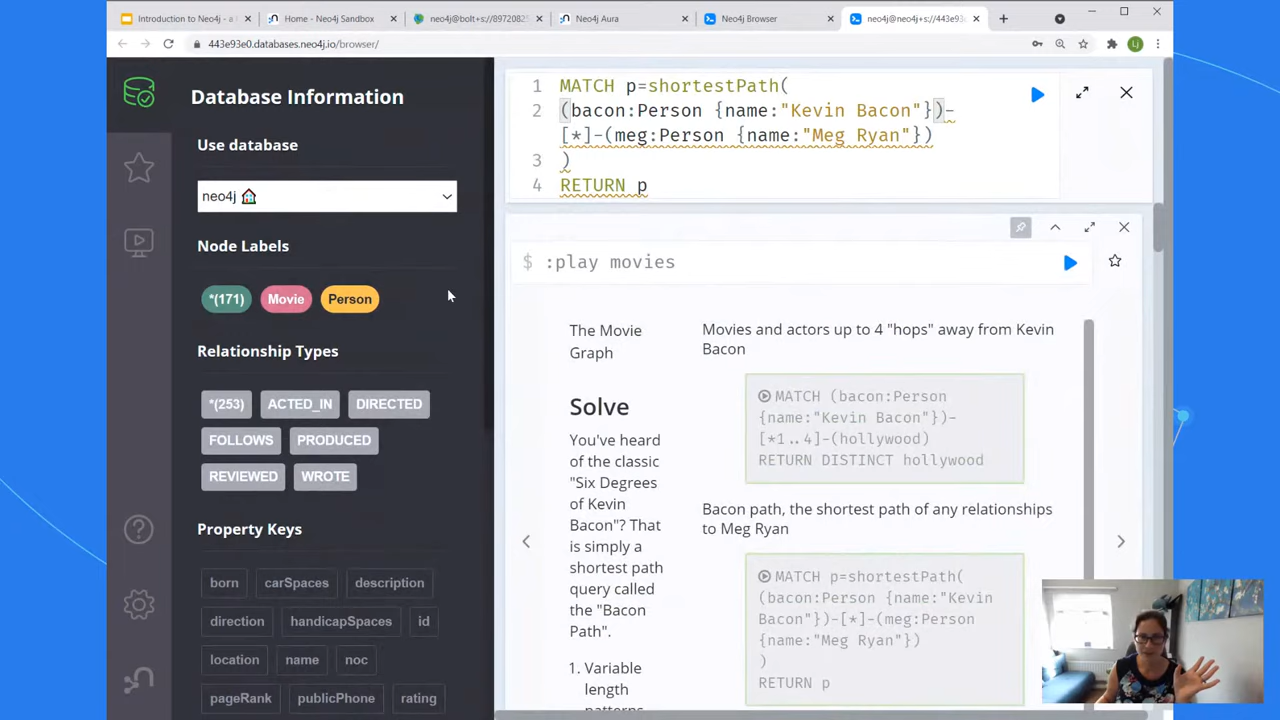 Introduction to Neo4j - a
Home - Neo4j Sandbox
neo4j@bolt+s://8972082
Neo4j Aura
Neo4j Browser
neo4j@neo4j+s://443e93
443e93e0.databases.neo4j.io/browser/
Lj
Database Information
Use database
neo4j
Node Labels
*(171) Movie Person
Relationship Types
*(253) ACTED_IN DIRECTED
FOLLOWS PRODUCED
REVIEWED WROTE
Property Keys
born carSpaces description
direction handicapSpaces id
location name noc
pageRank publicPhone rating
1 MATCH p=shortestPath(
2 (bacon:Person {name:"Kevin Bacon"})-
[*]-(meg:Person {name:"Meg Ryan"})
3 )
4 RETURN p
$ :play movies
The Movie
Graph
Solve
You've heard
of the classic
"Six Degrees
of Kevin
Bacon"? That
is simply a
shortest path
query called
the "Bacon
Path".
1. Variable
length
patterns
Movies and actors up to 4 "hops" away from Kevin
Bacon
MATCH (bacon:Person
{name:"Kevin Bacon"})-
[*1..4]-(hollywood)
RETURN DISTINCT hollywood
Bacon path, the shortest path of any relationships
to Meg Ryan
MATCH p=shortestPath(
(bacon:Person {name:"Kevin
Bacon"})-[*]-(meg:Person
{name:"Meg Ryan"})
)
RETURN p